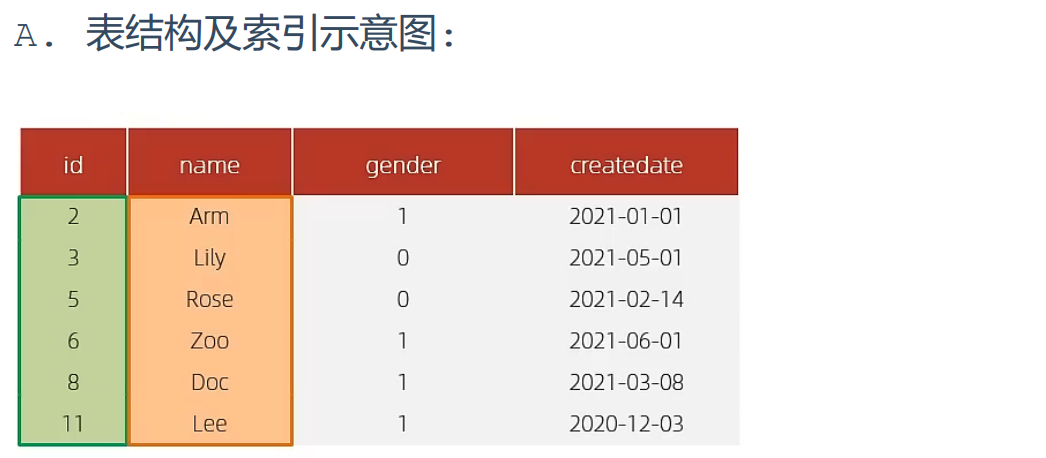 A. 表结构及索引示意图:
id name gender createdate
2 Arm 1 2021-01-01
3 Lily 0 2021-05-01
5 Rose 0 2021-02-14
6 Zoo 1 2021-06-01
8 Doc 1 2021-03-08
11 Lee 1 2020-12-03